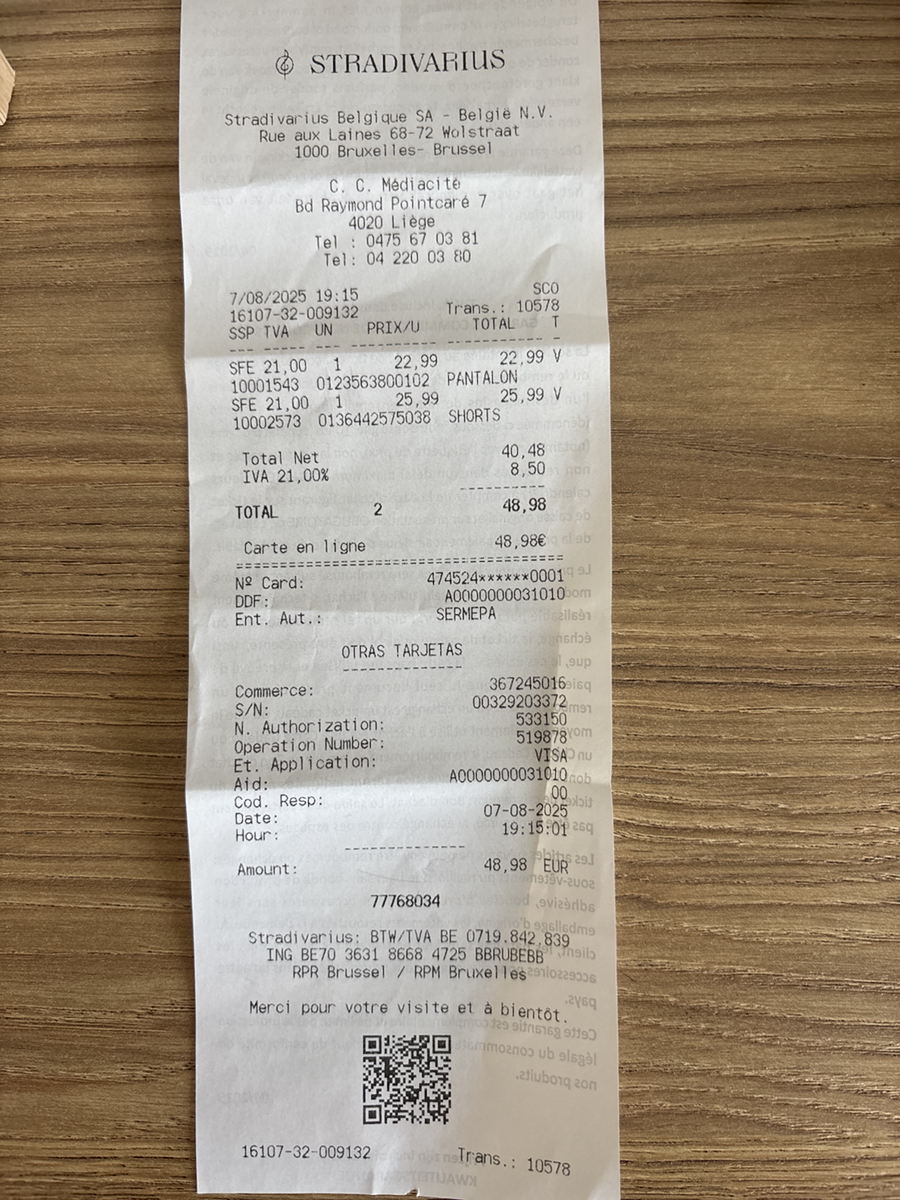 STRADIVARIUS
Stradivarius Belgique SA - België N.V.
Rue aux Laines 68-72 Wolstraat
1000 Bruxelles- Brussel
C. C. Médiacité
Bd Raymond Pointcaré 7
4020 Liège
Tel : 0475 67 03 81
Tel: 04 220 03 80
7/08/2025 19:15 SCO
16107-32-009132 Trans.: 10578
SSP TVA UN PRIX/U TOTAL T
SFE 21,00 1 22,99 22,99 V
10001543 0123563800102 PANTALON
SFE 21,00 1 25,99 25,99 V
10002573 0136442575038 SHORTS
Total Net 40,48
IVA 21,00% 8,50
TOTAL 2 48,98
Carte en ligne 48,98€
Nº Card: 474524******0001
DDF: A0000000031010
Ent. Aut.: SERMEPA
OTRAS TARJETAS
Commerce: 367245016
S/N: 00329203372
N. Authorization: 533150
Operation Number: 519878
Et. Application: VISA
Aid: A0000000031010
Cod. Resp: 00
Date: 07-08-2025
Hour: 19:15:01
Amount: 48,98 EUR
77768034
Stradivarius: BTW/TVA BE 0719.842.839
ING BE70 3631 8668 4725 BBRUBEBB
RPR Brussel / RPM Bruxelles
Merci pour votre visite et à bientôt.
16107-32-009132 Trans.: 10578